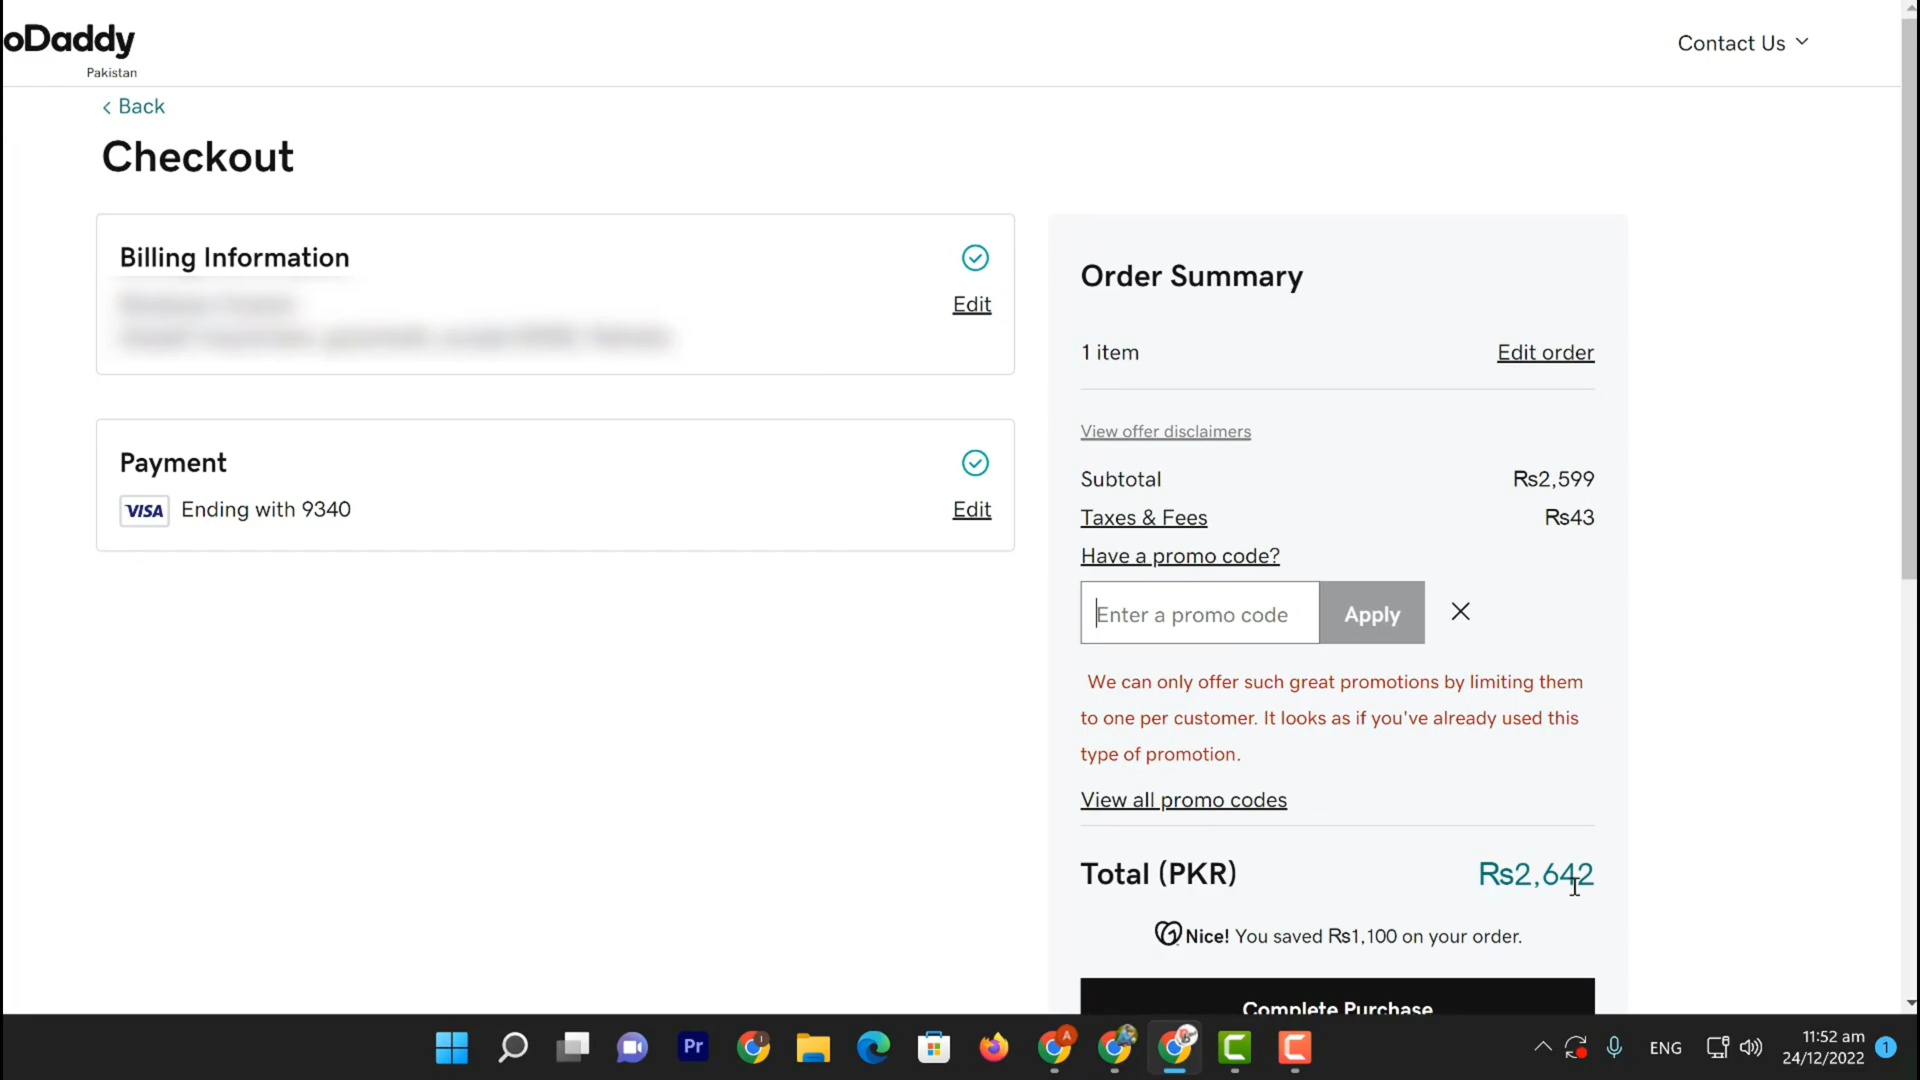 oDaddy
Pakistan
Contact Us
Back
Checkout
Billing Information
Edit
Payment
VISA Ending with 9340
Edit
Order Summary
1 item
Edit order
View offer disclaimers
Subtotal Rs2,599
Taxes & Fees Rs43
Have a promo code?
Enter a promo code
Apply
We can only offer such great promotions by limiting them
to one per customer. It looks as if you've already used this
type of promotion.
View all promo codes
Total (PKR) Rs2,642
Nice! You saved Rs1,100 on your order.
Complete Purchase
Pr
A
ENG
11:52 am
24/12/2022
1